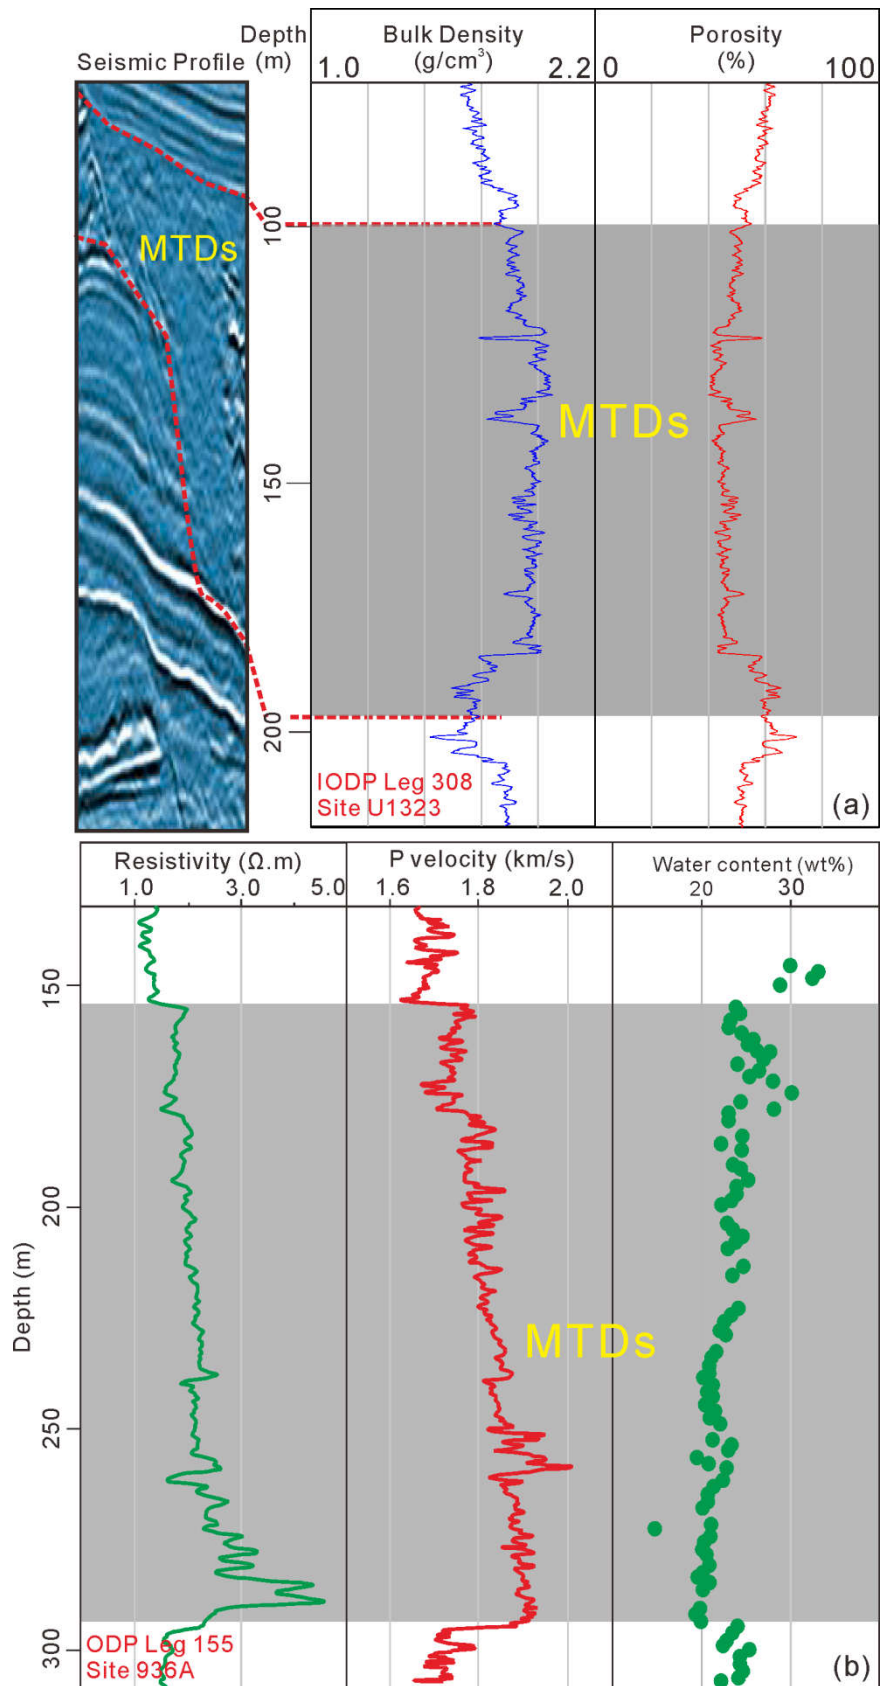 Seismic Profile
Depth
(m)
Bulk Density
(g/cm³)
1.0 2.2
Porosity
(%)
0 100
MTDs
100
150
200
MTDs
IODP Leg 308
Site U1323
(a)
Resistivity (Ω.m)
1.0 3.0 5.0
P velocity (km/s)
1.6 1.8 2.0
Water content (wt%)
20 30
Depth (m)
150
200
250
300
MTDs
ODP Leg 155
Site 936A
(b)